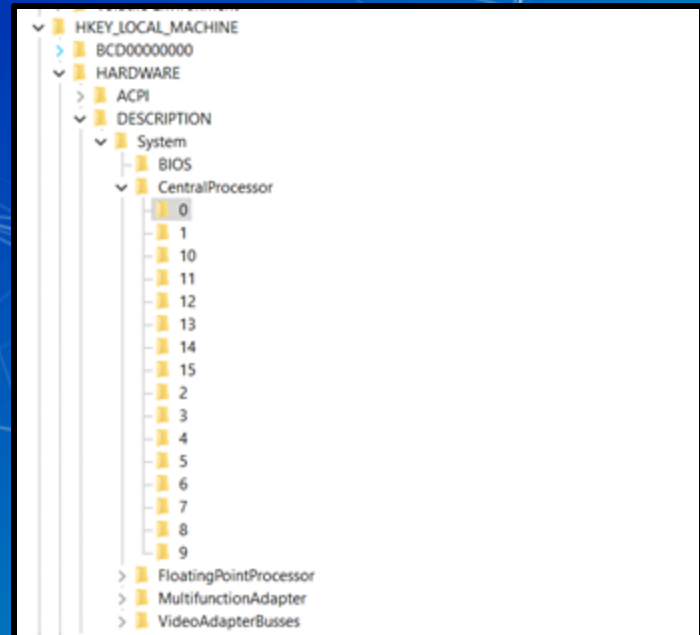 HKEY_LOCAL_MACHINE
BCD00000000
HARDWARE
ACPI
DESCRIPTION
System
BIOS
CentralProcessor
0
1
10
11
12
13
14
15
2
3
4
5
6
7
8
9
FloatingPointProcessor
MultifunctionAdapter
VideoAdapterBusses